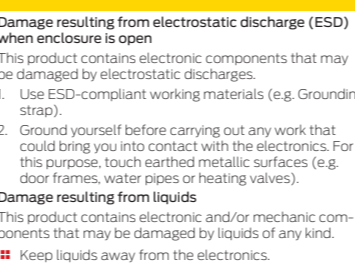 Damage resulting from electrostatic discharge (ESD)
when enclosure is open
This product contains electronic components that may
be damaged by electrostatic discharges.
1. Use ESD-compliant working materials (e.g. Groundin
strap).
2. Ground yourself before carrying out any work that
could bring you into contact with the electronics. For
this purpose, touch earthed metallic surfaces (e.g.
door frames, water pipes or heating valves).
Damage resulting from liquids
This product contains electronic and/or mechanic com-
ponents that may be damaged by liquids of any kind.
Keep liquids away from the electronics.